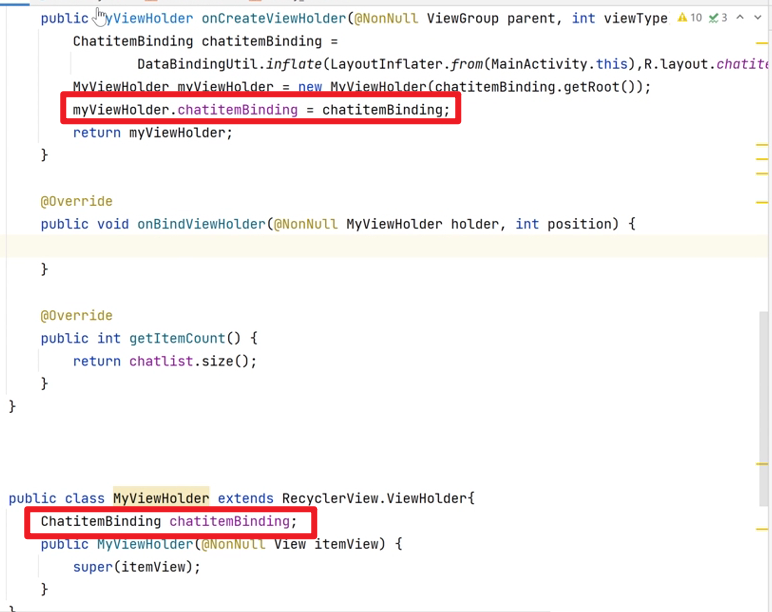 public MyViewHolder onCreateViewHolder(@NonNull ViewGroup parent, int viewType
10 3
ChatitemBinding chatitemBinding =
DataBindingUtil.inflate(LayoutInflater.from(MainActivity.this),R.layout.chatite
MyViewHolder myViewHolder = new MyViewHolder(chatitemBinding.getRoot());
myViewHolder.chatitemBinding = chatitemBinding;
return myViewHolder;
}
@Override
public void onBindViewHolder(@NonNull MyViewHolder holder, int position) {
}
@Override
public int getItemCount() {
return chatlist.size();
}
}
public class MyViewHolder extends RecyclerView.ViewHolder{
ChatitemBinding chatitemBinding;
public MyViewHolder(@NonNull View itemView) {
super(itemView);
}
}